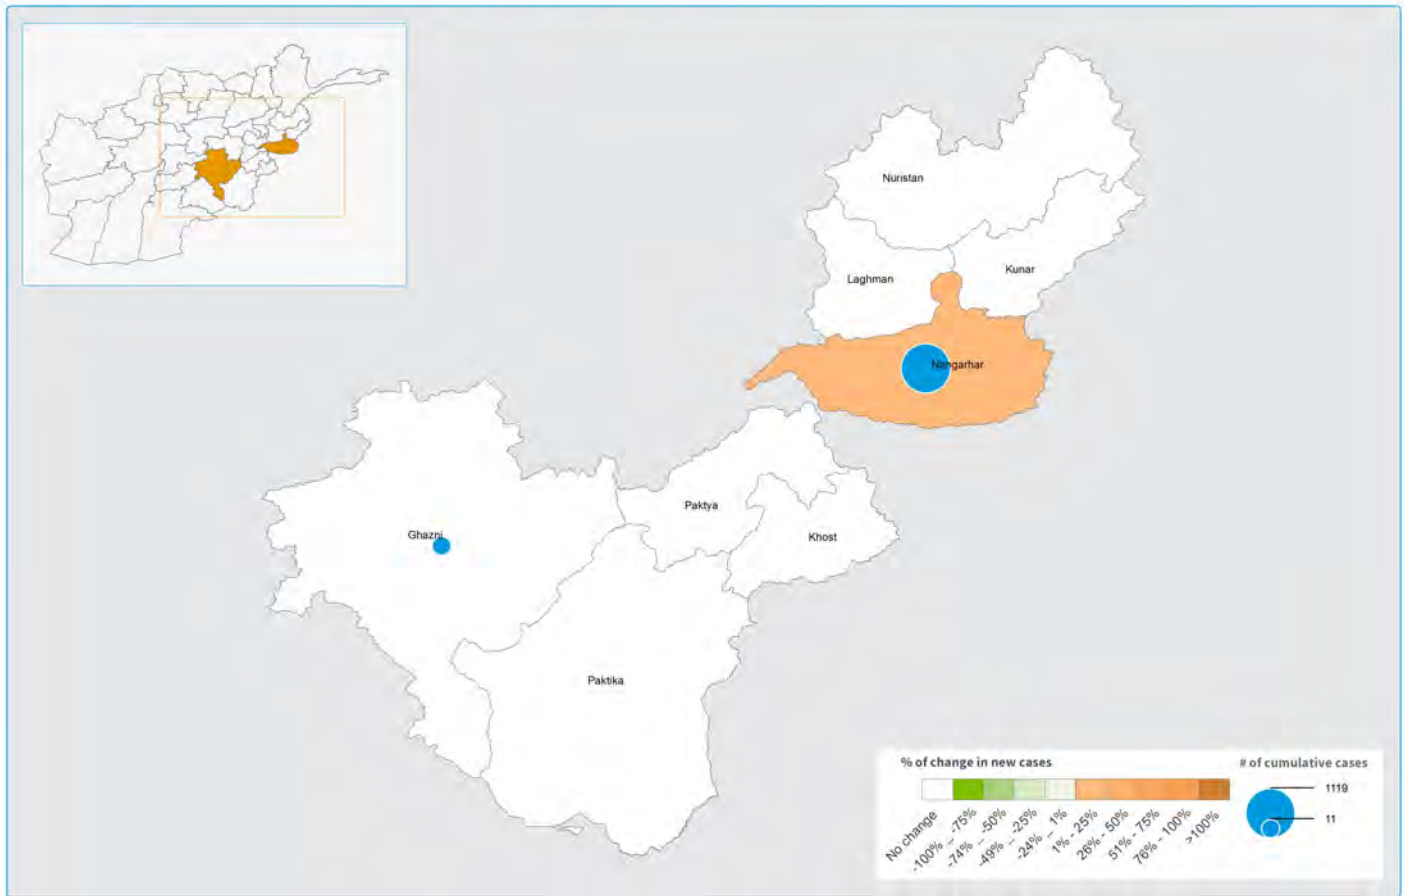 Nuristan
Laghman
Kunar
Nangarhar
Paktya
Khost
Ghazni
Paktika
% of change in new cases
# of cumulative cases
No change
-100% _ -75%
-74% _ -50%
-49% _ -25%
-24% _ 1%
1% - 25%
26% - 50%
51% - 75%
76% - 100%
>100%
1119
11